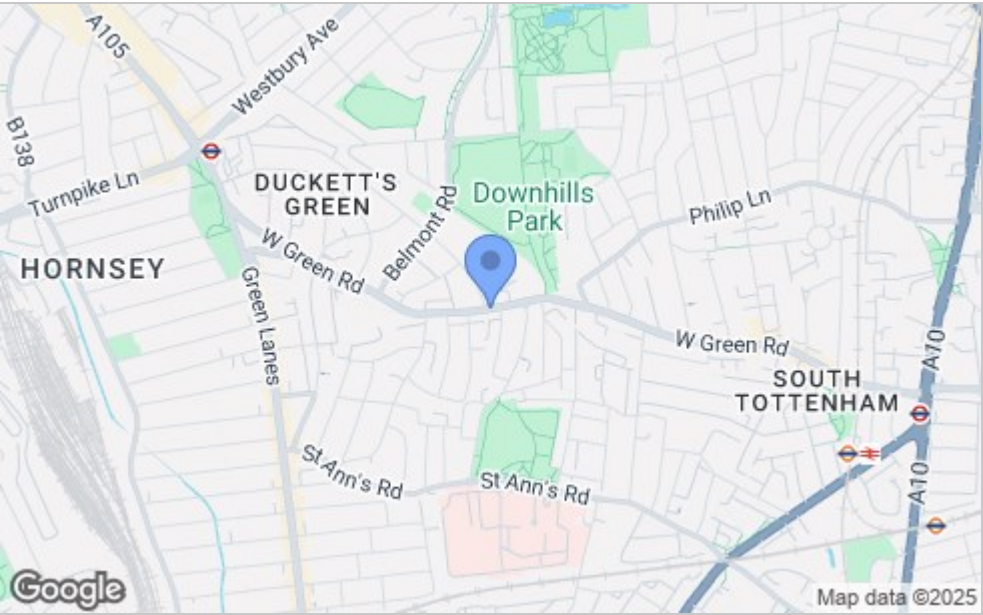 A105
Westbury Ave
B138
Turnpike Ln
DUCKETT'S
GREEN
Belmont Rd
Downhills
Park
Philip Ln
HORNSEY
W Green Rd
Green Lanes
W Green Rd
A10
SOUTH
TOTTENHAM
St Ann's Rd
St Ann's Rd
A10
Google
Map data ©2025